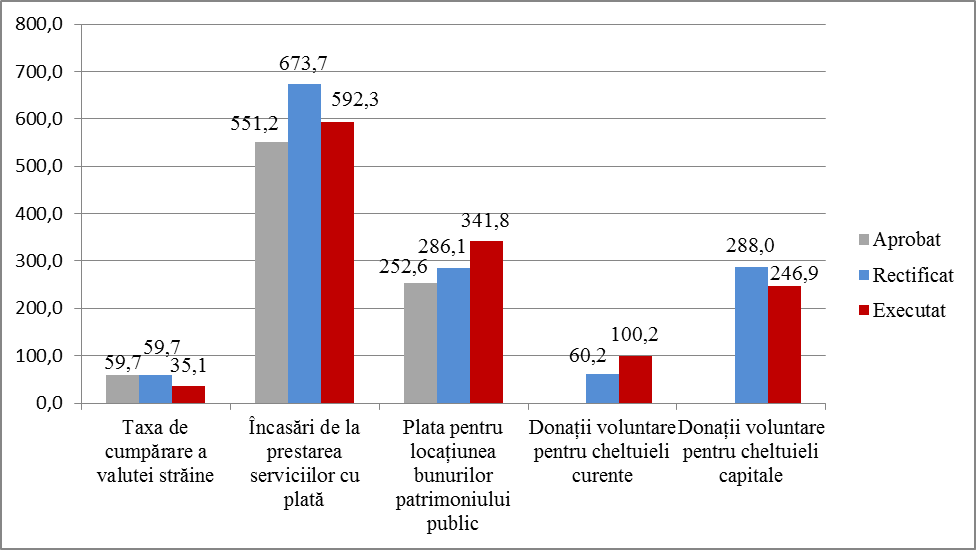 800,0
700,0
600,0
500,0
400,0
300,0
200,0
100,0
0,0
59,7
59,7
35,1
551,2
673,7
592,3
252,6
286,1
341,8
60,2
100,2
288,0
246,9
Taxa de
cumpărare a
valutei străine
Încasări de la
prestarea
serviciilor cu
plată
Plata pentru
locațiunea
bunurilor
patrimoniului
public
Donații voluntare
pentru cheltuieli
curente
Donații voluntare
pentru cheltuieli
capitale
Aprobat
Rectificat
Executat